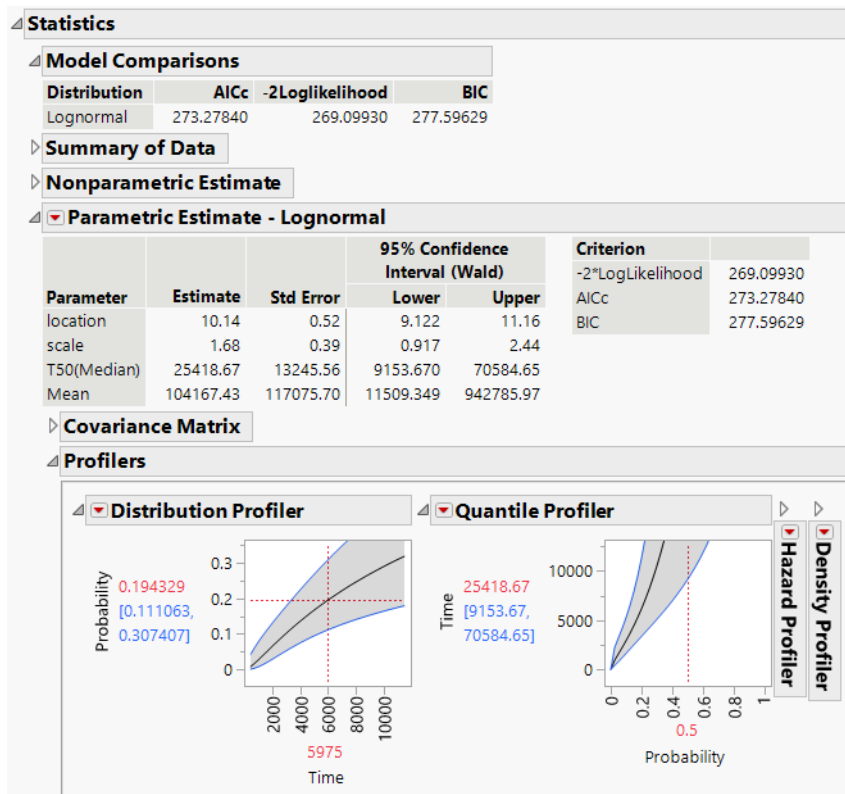 Statistics
Model Comparisons
Distribution AICc -2Loglikelihood BIC
Lognormal 273.27840 269.09930 277.59629
Summary of Data
Nonparametric Estimate
Parametric Estimate - Lognormal
95% Confidence
Interval (Wald)
Parameter Estimate Std Error Lower Upper
location 10.14 0.52 9.122 11.16
scale 1.68 0.39 0.917 2.44
T50(Median) 25418.67 13245.56 9153.670 70584.65
Mean 104167.43 117075.70 11509.349 942785.97
Criterion
-2*LogLikelihood 269.09930
AICc 273.27840
BIC 277.59629
Covariance Matrix
Profilers
Distribution Profiler
Probability
0.194329
[0.111063,
0.307407]
0.3
0.2
0.1
0
2000 4000 6000 8000 10000
5975
Time
Quantile Profiler
Time
25418.67
[9153.67,
70584.65]
10000
5000
0
0 0.2 0.4 0.6 0.8 1
0.5
Probability
Hazard Profiler
Density Profiler